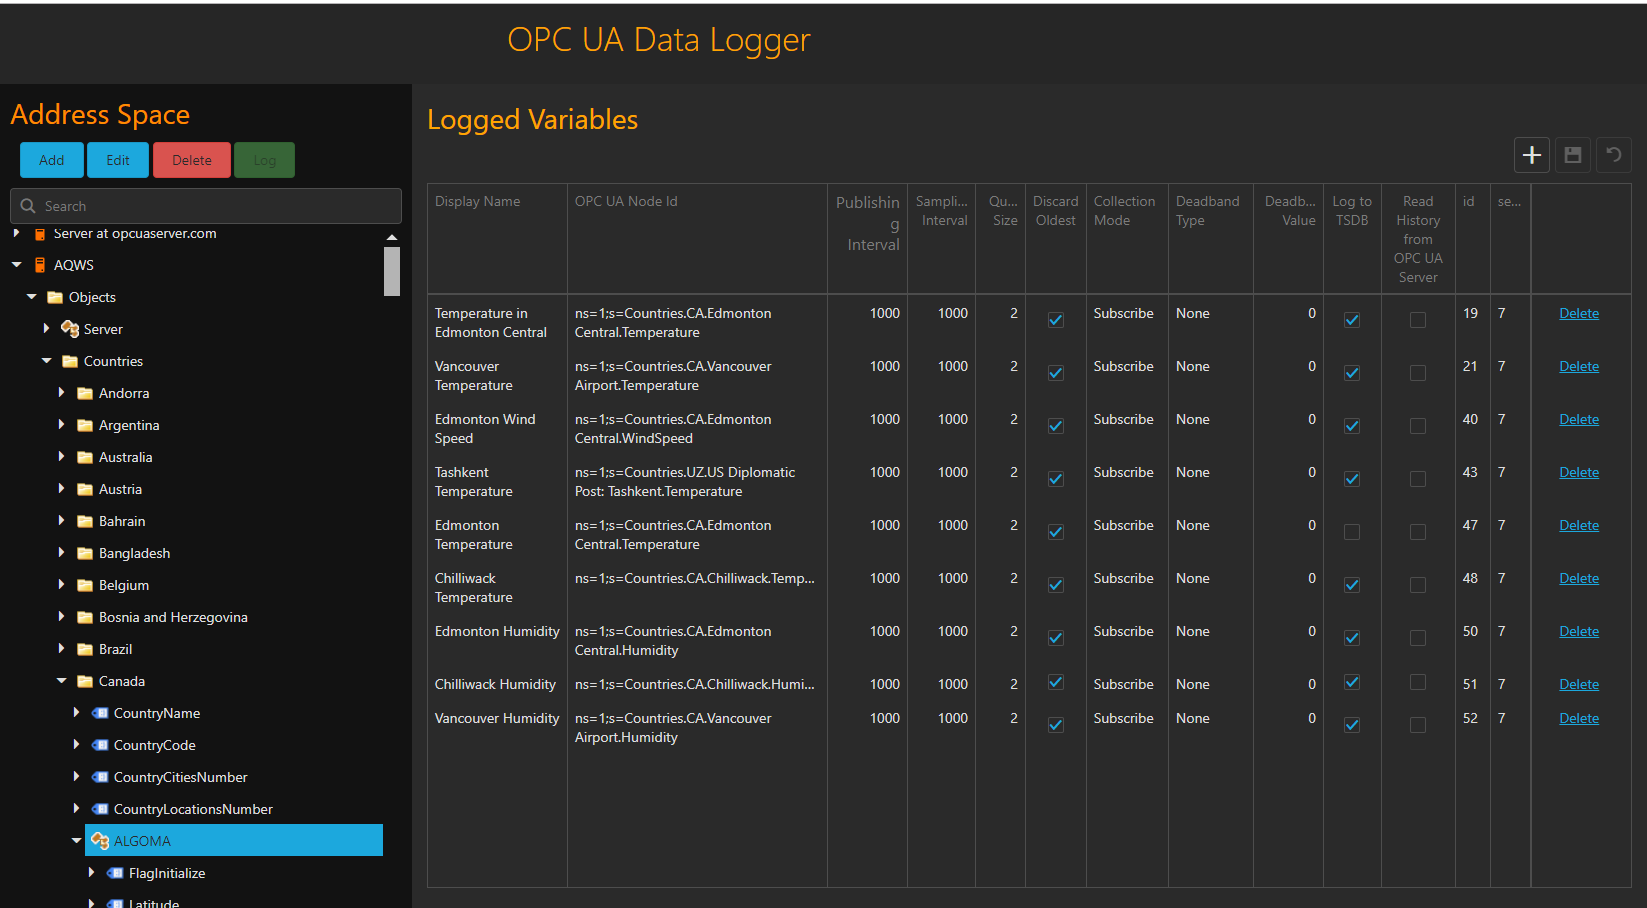 OPC UA Data Logger
Address Space
Add Edit Delete Log
Search
Server at opcuaserver.com
AQWS
Objects
Server
Countries
Andorra
Argentina
Australia
Austria
Bahrain
Bangladesh
Belgium
Bosnia and Herzegovina
Brazil
Canada
CountryName
CountryCode
CountryCitiesNumber
CountryLocationsNumber
ALGOMA
FlagInitialize
Latitude
Logged Variables
Display Name OPC UA Node Id Publishin Sampli... Qu... Discard Collection Deadband Deadb... Log to Read id se...
g Interval Size Oldest Mode Type Value TSDB History
Interval from
OPC UA
Server
Temperature in ns=1;s=Countries.CA.Edmonton 1000 1000 2 Subscribe None 0 19 7 Delete
Edmonton Central Central.Temperature
Vancouver ns=1;s=Countries.CA.Vancouver 1000 1000 2 Subscribe None 0 21 7 Delete
Temperature Airport.Temperature
Edmonton Wind ns=1;s=Countries.CA.Edmonton 1000 1000 2 Subscribe None 0 40 7 Delete
Speed Central.WindSpeed
Tashkent ns=1;s=Countries.UZ.US Diplomatic 1000 1000 2 Subscribe None 0 43 7 Delete
Temperature Post: Tashkent.Temperature
Edmonton ns=1;s=Countries.CA.Edmonton 1000 1000 2 Subscribe None 0 47 7 Delete
Temperature Central.Temperature
Chilliwack ns=1;s=Countries.CA.Chilliwack.Temp... 1000 1000 2 Subscribe None 0 48 7 Delete
Temperature
Edmonton Humidity ns=1;s=Countries.CA.Edmonton 1000 1000 2 Subscribe None 0 50 7 Delete
Central.Humidity
Chilliwack Humidity ns=1;s=Countries.CA.Chilliwack.Humi... 1000 1000 2 Subscribe None 0 51 7 Delete
Vancouver Humidity ns=1;s=Countries.CA.Vancouver 1000 1000 2 Subscribe None 0 52 7 Delete
Airport.Humidity